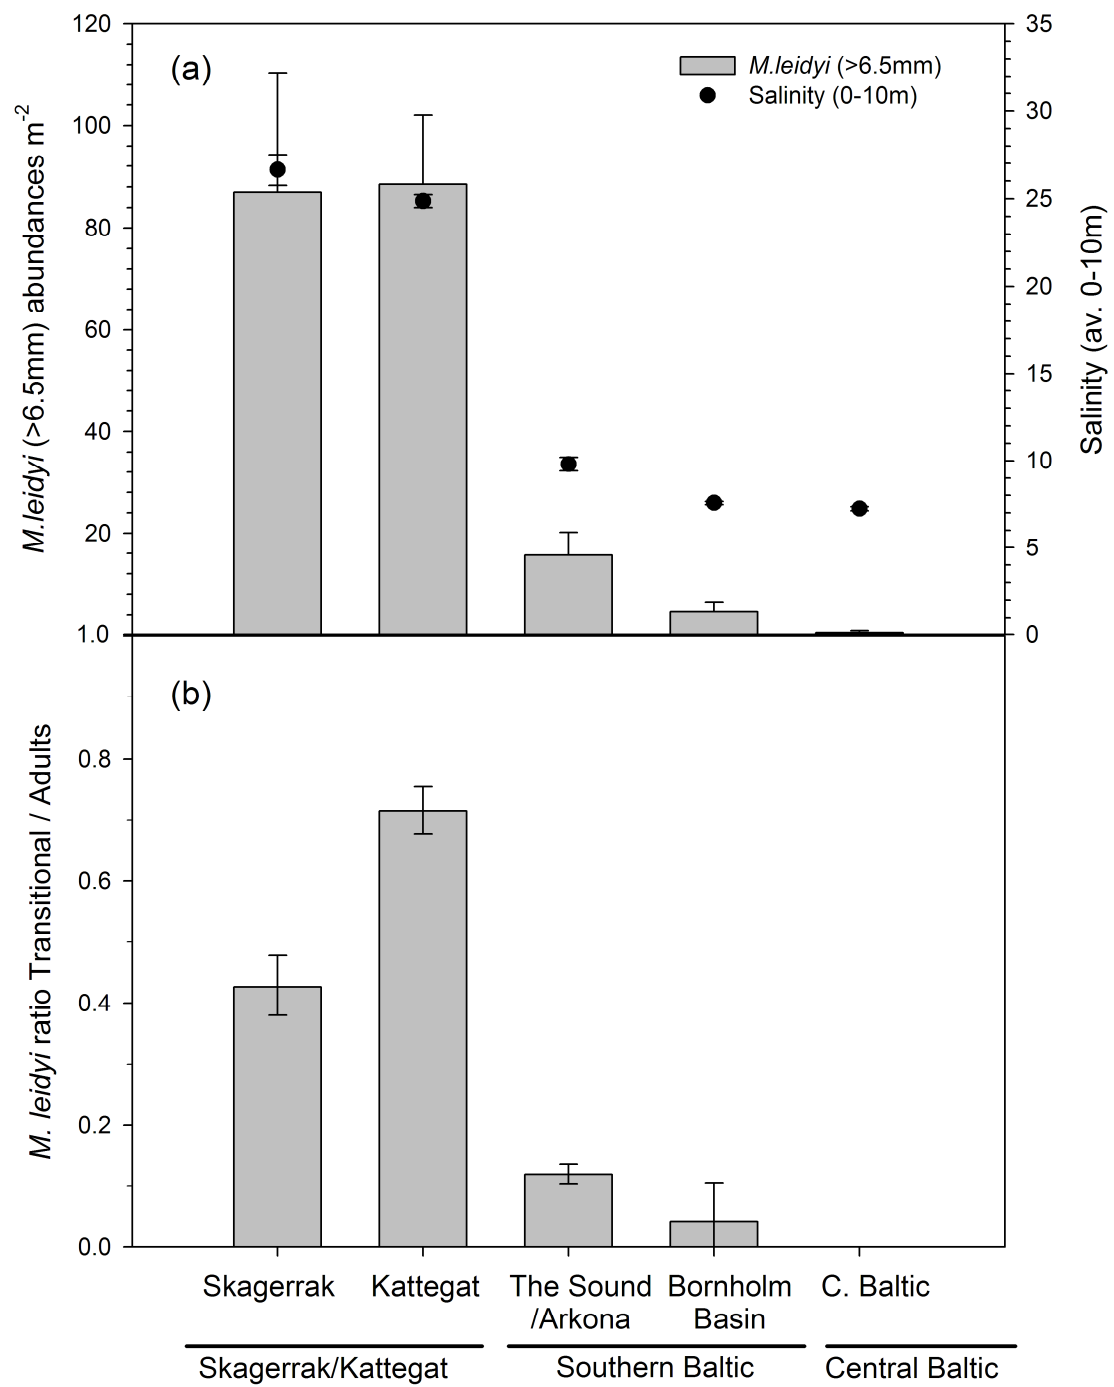 (a)
M.leidyi (>6.5mm)
Salinity (0-10m)
M.leidyi (>6.5mm) abundances m-2
120
100
80
60
40
20
1.0
35
30
25
20
15
10
5
0
Salinity (av. 0-10m)
(b)
M. leidyi ratio Transitional / Adults
0.8
0.6
0.4
0.2
0.0
Skagerrak Kattegat The Sound Bornholm C. Baltic
/Arkona Basin
Skagerrak/Kattegat Southern Baltic Central Baltic